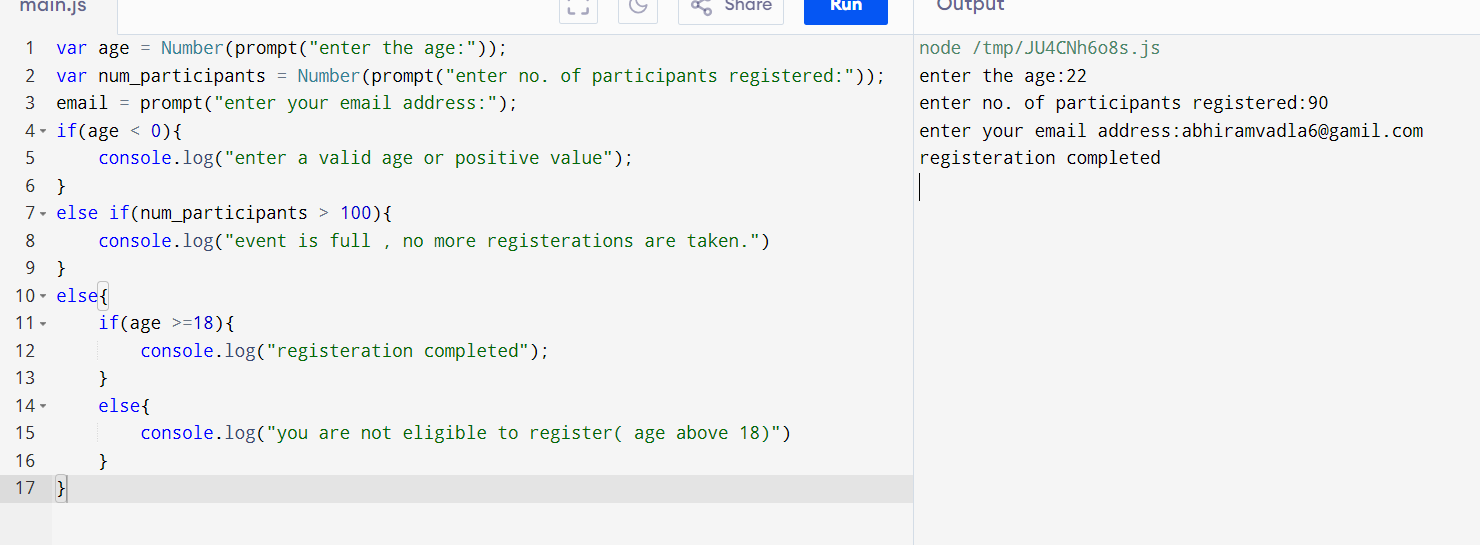 main.js
Share
Run
Output
1 var age = Number(prompt("enter the age:"));
2 var num_participants = Number(prompt("enter no. of participants registered:"));
3 email = prompt("enter your email address:");
4 if(age < 0){
5     console.log("enter a valid age or positive value");
6 }
7 else if(num_participants > 100){
8     console.log("event is full , no more registerations are taken.")
9 }
10 else{
11     if(age >=18){
12         console.log("registeration completed");
13     }
14     else{
15         console.log("you are not eligible to register( age above 18)")
16     }
17 }
node /tmp/JU4CNh6o8s.js
enter the age:22
enter no. of participants registered:90
enter your email address:abhiramvadla6@gamil.com
registeration completed